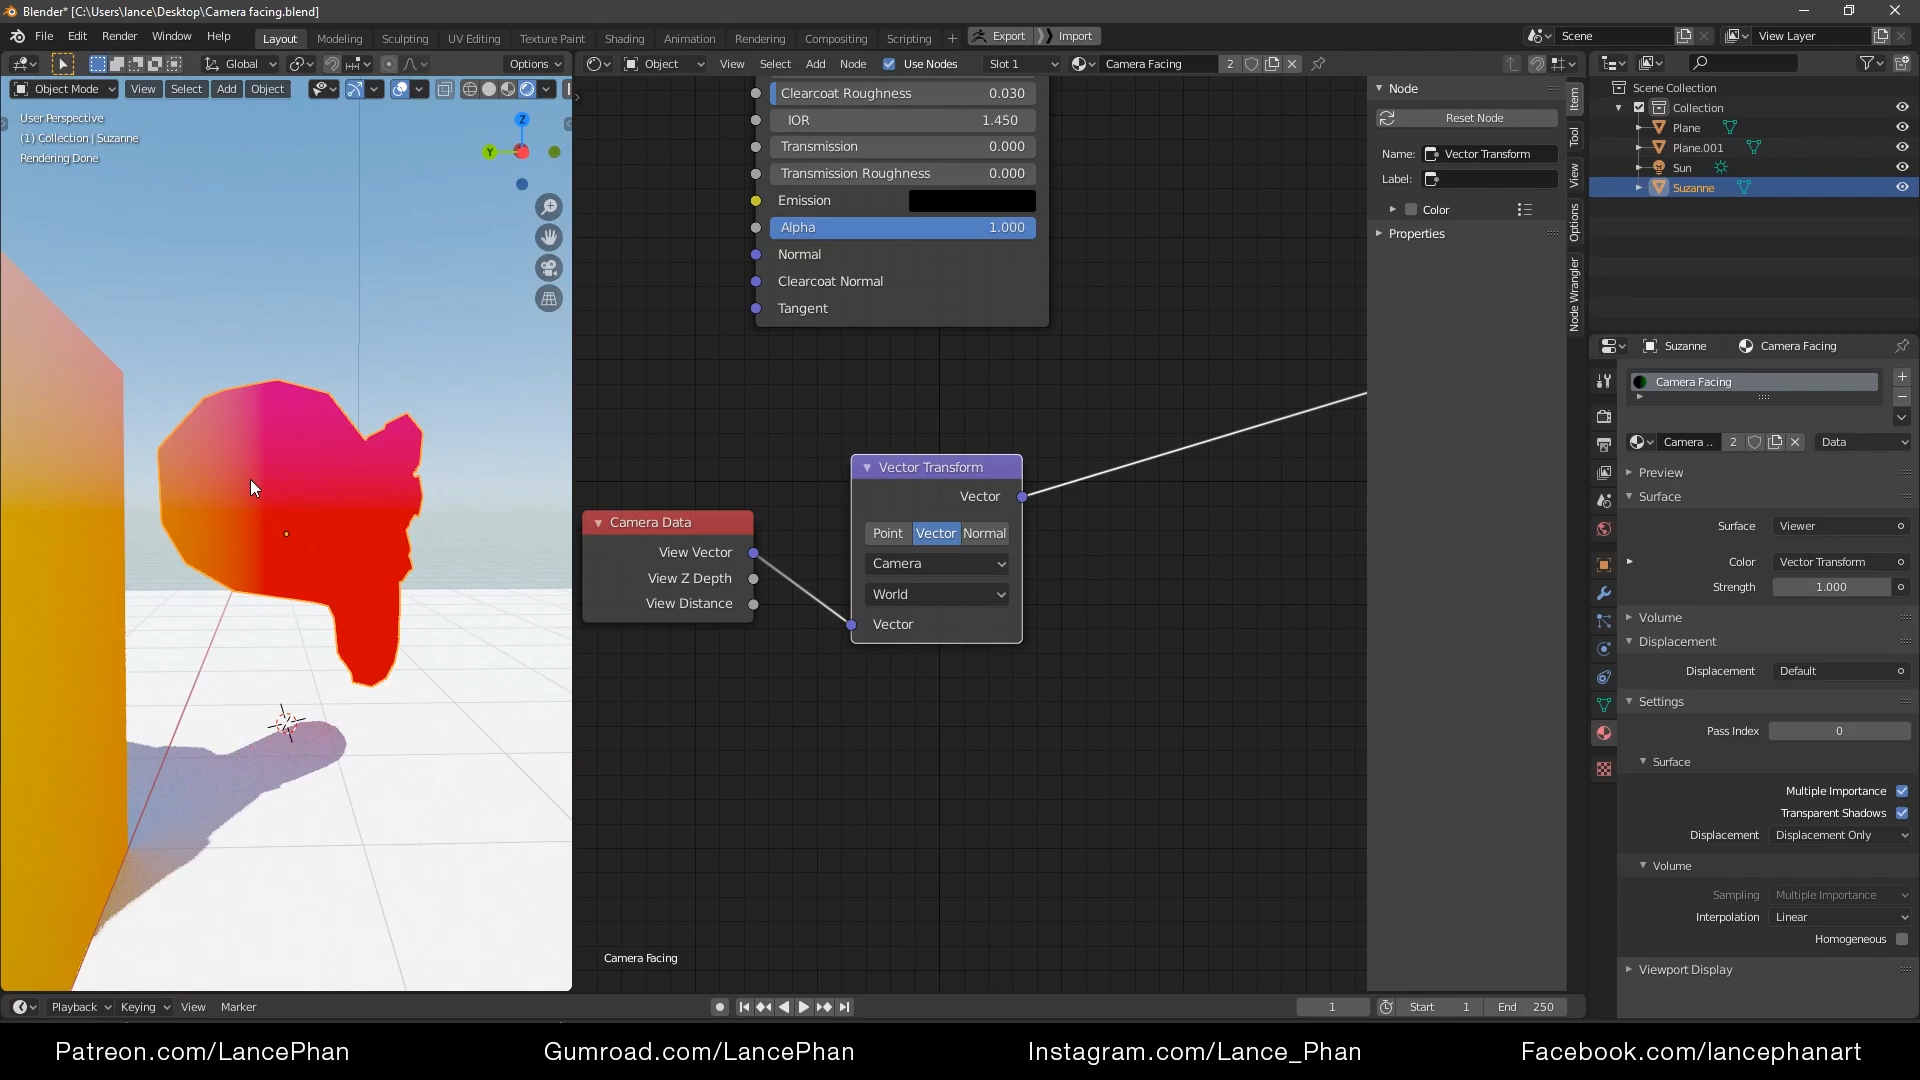 Blender* [C:\Users\lance\Desktop\Camera facing.blend]
File Edit Render Window Help Layout Modeling Sculpting UV Editing Texture Paint Shading Animation Rendering Compositing Scripting + Export Import Scene View Layer
Global Options Object View Select Add Node Use Nodes Slot 1 Camera Facing 2
Object Mode View Select Add Object
User Perspective
(1) Collection | Suzanne
Rendering Done
Z
Y
Clearcoat Roughness 0.030
IOR 1.450
Transmission 0.000
Transmission Roughness 0.000
Emission
Alpha 1.000
Normal
Clearcoat Normal
Tangent
Camera Data
View Vector
View Z Depth
View Distance
Vector Transform
Vector
Point Vector Normal
Camera
World
Vector
Camera Facing
Node
Reset Node
Name: Vector Transform
Label:
Color
Properties
Item
Tool
View
Options
Node Wrangler
Scene Collection
Collection
Plane
Plane.001
Sun
Suzanne
Suzanne Camera Facing
Camera Facing
Camera .. 2 Data
Preview
Surface
Surface Viewer
Color Vector Transform
Strength 1.000
Volume
Displacement
Displacement Default
Settings
Pass Index 0
Surface
Multiple Importance
Transparent Shadows
Displacement Displacement Only
Volume
Sampling Multiple Importance
Interpolation Linear
Homogeneous
Viewport Display
Playback Keying View Marker 1 Start 1 End 250
Patreon.com/LancePhan Gumroad.com/LancePhan Instagram.com/Lance_Phan Facebook.com/lancephanart